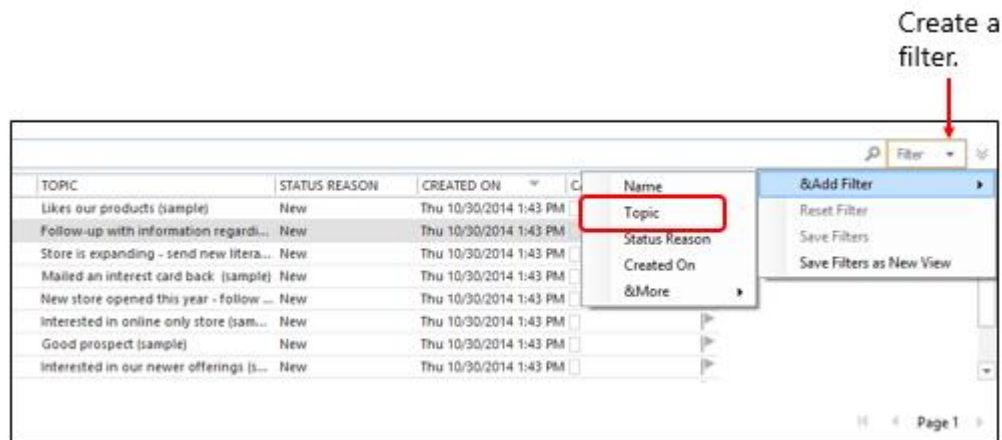 Create a
filter.
Filter
TOPIC STATUS REASON CREATED ON C
Likes our products (sample) New Thu 10/30/2014 1:43 PM
Follow-up with information regardi... New Thu 10/30/2014 1:43 PM
Store is expanding - send new litera... New Thu 10/30/2014 1:43 PM
Mailed an interest card back (sample) New Thu 10/30/2014 1:43 PM
New store opened this year - follow ... New Thu 10/30/2014 1:43 PM
Interested in online only store (sam... New Thu 10/30/2014 1:43 PM
Good prospect (sample) New Thu 10/30/2014 1:43 PM
Interested in our newer offerings (s... New Thu 10/30/2014 1:43 PM
Name
Topic
Status Reason
Created On
&More
&Add Filter
Reset Filter
Save Filters
Save Filters as New View
Page 1